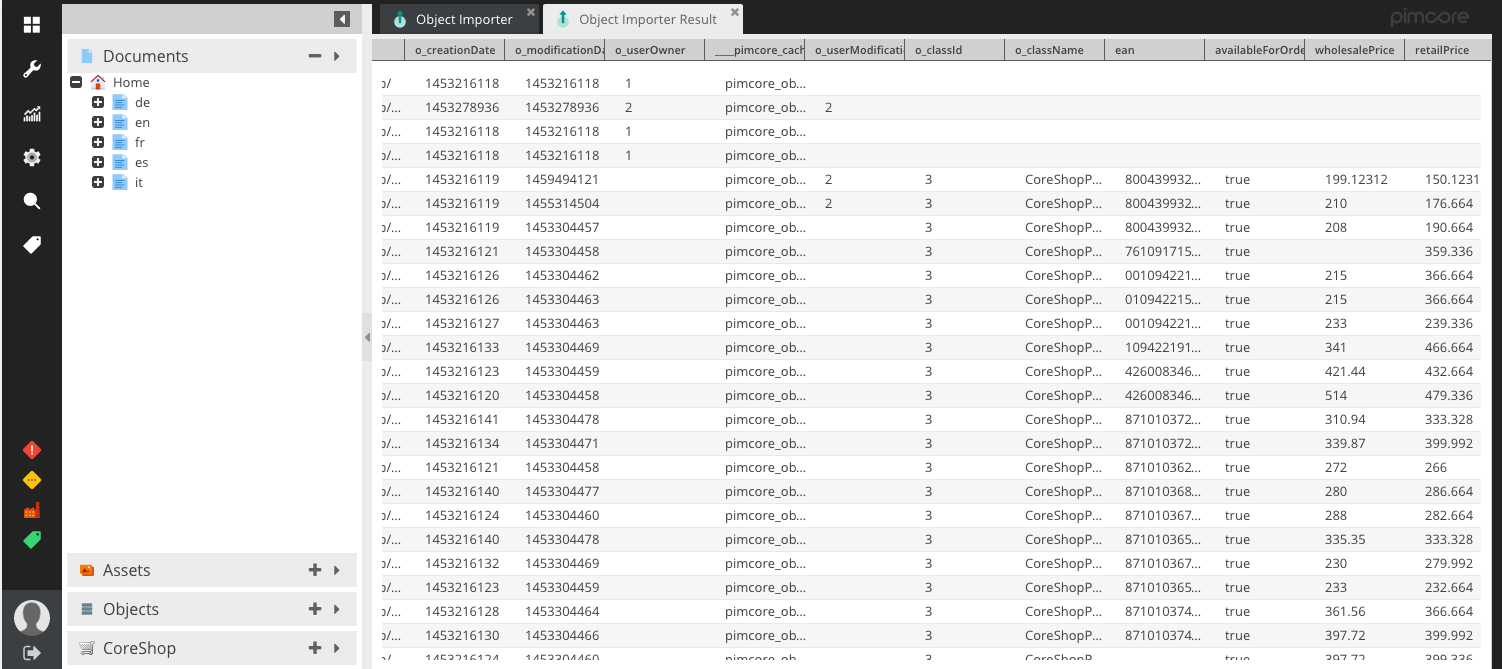 Object Importer
Object Importer Result
pimcore
Documents
Home
de
en
fr
es
it
Assets
Objects
CoreShop
o_creationDate o_modificationDa o_userOwner ____pimcore_cach o_userModificati o_classId o_className ean availableForOrde wholesalePrice retailPrice
o/ 1453216118 1453216118 1 pimcore_ob...
o/... 1453278936 1453278936 2 pimcore_ob... 2
o/... 1453216118 1453216118 1 pimcore_ob...
o/... 1453216118 1453216118 1 pimcore_ob...
o/... 1453216119 1459494121 pimcore_ob... 2 3 CoreShopP... 800439932... true 199.12312 150.1231
o/... 1453216119 1455314504 pimcore_ob... 2 3 CoreShopP... 800439932... true 210 176.664
o/... 1453216119 1453304457 pimcore_ob... 3 CoreShopP... 800439932... true 208 190.664
o/... 1453216121 1453304458 pimcore_ob... 3 CoreShopP... 761091715... true 359.336
o/... 1453216126 1453304462 pimcore_ob... 3 CoreShopP... 001094221... true 215 366.664
o/... 1453216126 1453304463 pimcore_ob... 3 CoreShopP... 010942215... true 215 366.664
o/... 1453216127 1453304463 pimcore_ob... 3 CoreShopP... 001094221... true 233 239.336
o/... 1453216133 1453304469 pimcore_ob... 3 CoreShopP... 109422191... true 341 466.664
o/... 1453216123 1453304459 pimcore_ob... 3 CoreShopP... 426008346... true 421.44 432.664
o/... 1453216120 1453304458 pimcore_ob... 3 CoreShopP... 426008346... true 514 479.336
o/... 1453216141 1453304478 pimcore_ob... 3 CoreShopP... 871010372... true 310.94 333.328
o/... 1453216134 1453304471 pimcore_ob... 3 CoreShopP... 871010372... true 339.87 399.992
o/... 1453216121 1453304458 pimcore_ob... 3 CoreShopP... 871010362... true 272 266
o/... 1453216140 1453304477 pimcore_ob... 3 CoreShopP... 871010368... true 280 286.664
o/... 1453216124 1453304460 pimcore_ob... 3 CoreShopP... 871010367... true 288 282.664
o/... 1453216140 1453304478 pimcore_ob... 3 CoreShopP... 871010365... true 335.35 333.328
o/... 1453216132 1453304469 pimcore_ob... 3 CoreShopP... 871010367... true 230 279.992
o/... 1453216123 1453304459 pimcore_ob... 3 CoreShopP... 871010365... true 233 232.664
o/... 1453216128 1453304464 pimcore_ob... 3 CoreShopP... 871010374... true 361.56 366.664
o/... 1453216130 1453304466 pimcore_ob... 3 CoreShopP... 871010374... true 397.72 399.992
o/... 1453216124 1453304460 pimcore_ob... 3 CoreShopP... true 397.72 399.336